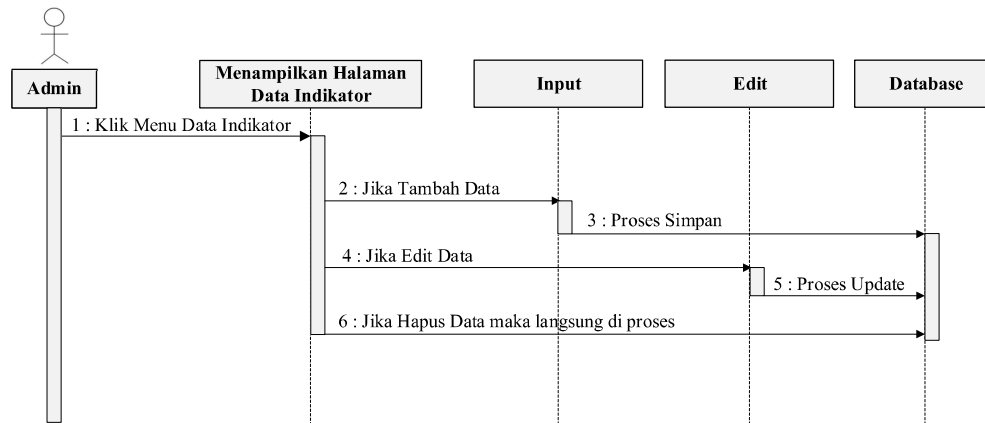 Admin
Menampilkan Halaman
Data Indikator
Input
Edit
Database
1 : Klik Menu Data Indikator
2 : Jika Tambah Data
3 : Proses Simpan
4 : Jika Edit Data
5 : Proses Update
6 : Jika Hapus Data maka langsung di proses